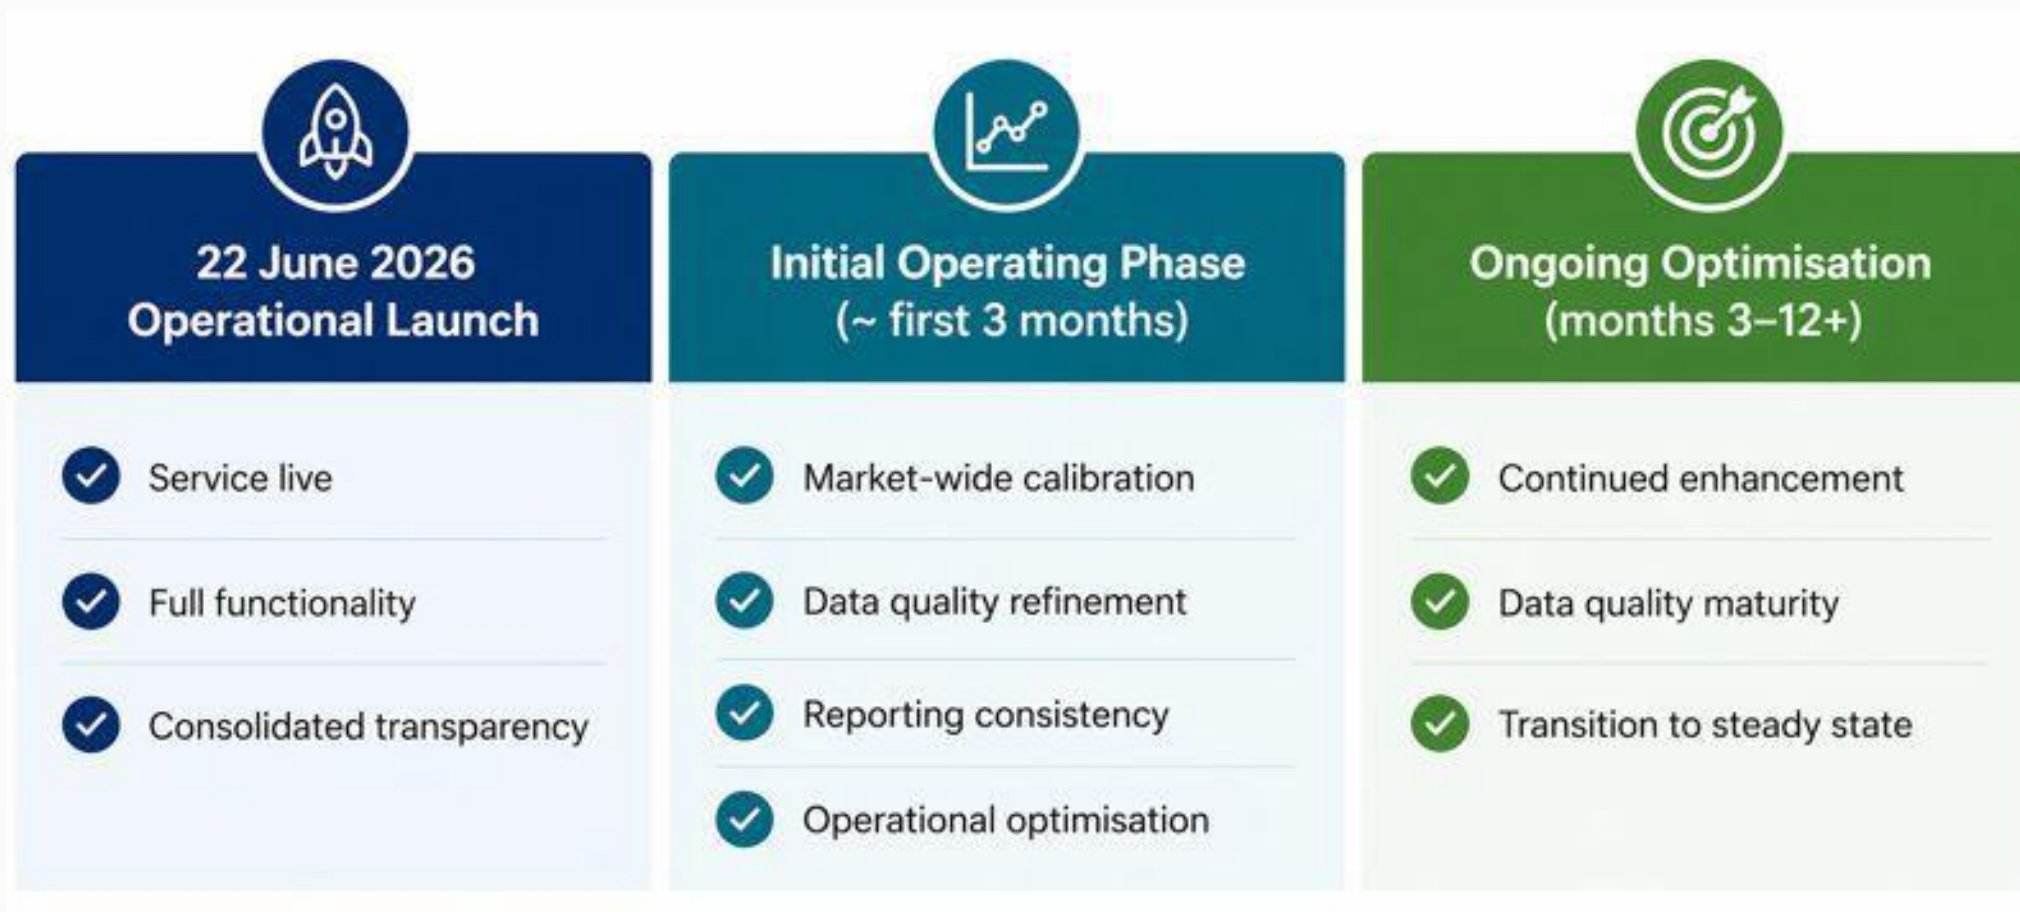 22 June 2026
Operational Launch
Service live
Full functionality
Consolidated transparency
Initial Operating Phase
(~ first 3 months)
Market-wide calibration
Data quality refinement
Reporting consistency
Operational optimisation
Ongoing Optimisation
(months 3–12+)
Continued enhancement
Data quality maturity
Transition to steady state